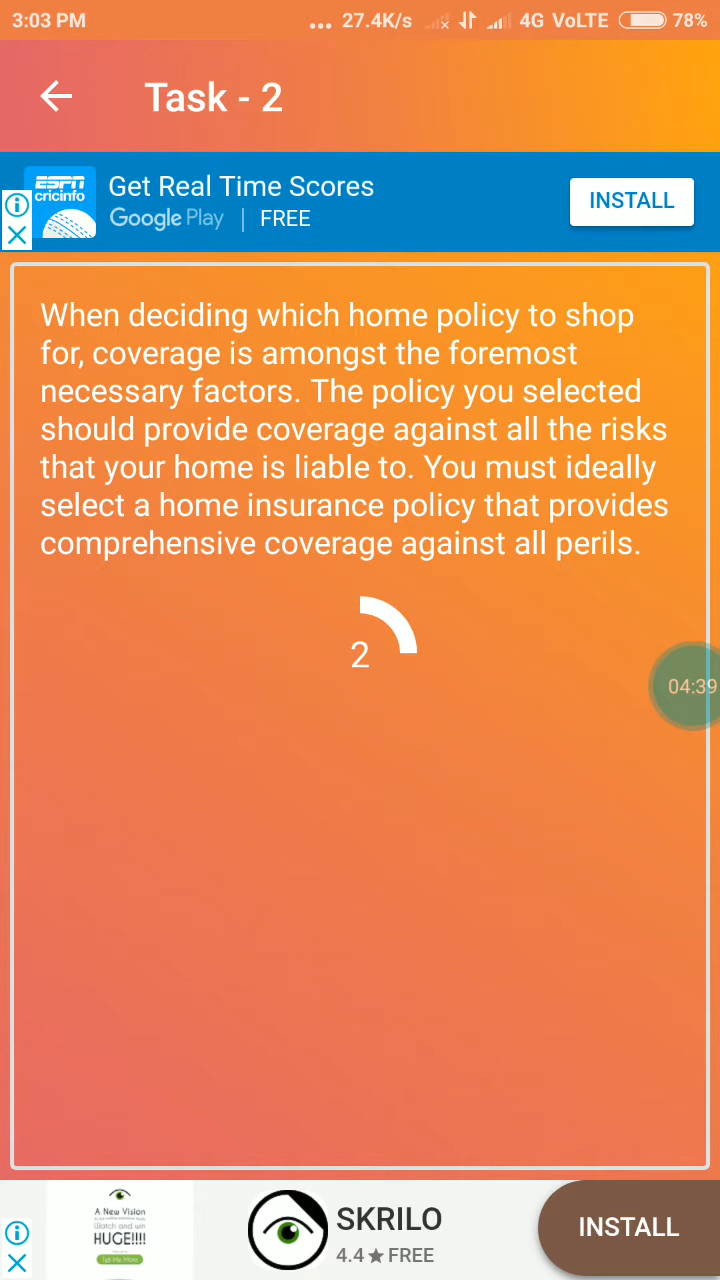 3:03 PM
... 27.4K/s 4G VoLTE 78%
Task - 2
ESPN
cricinfo
Get Real Time Scores
Google Play | FREE
INSTALL
When deciding which home policy to shop
for, coverage is amongst the foremost
necessary factors. The policy you selected
should provide coverage against all the risks
that your home is liable to. You must ideally
select a home insurance policy that provides
comprehensive coverage against all perils.
2
04:39
A New Vision
Watch and win
HUGE!!!!
Tell Me More
SKRILO
4.4 ★ FREE
INSTALL